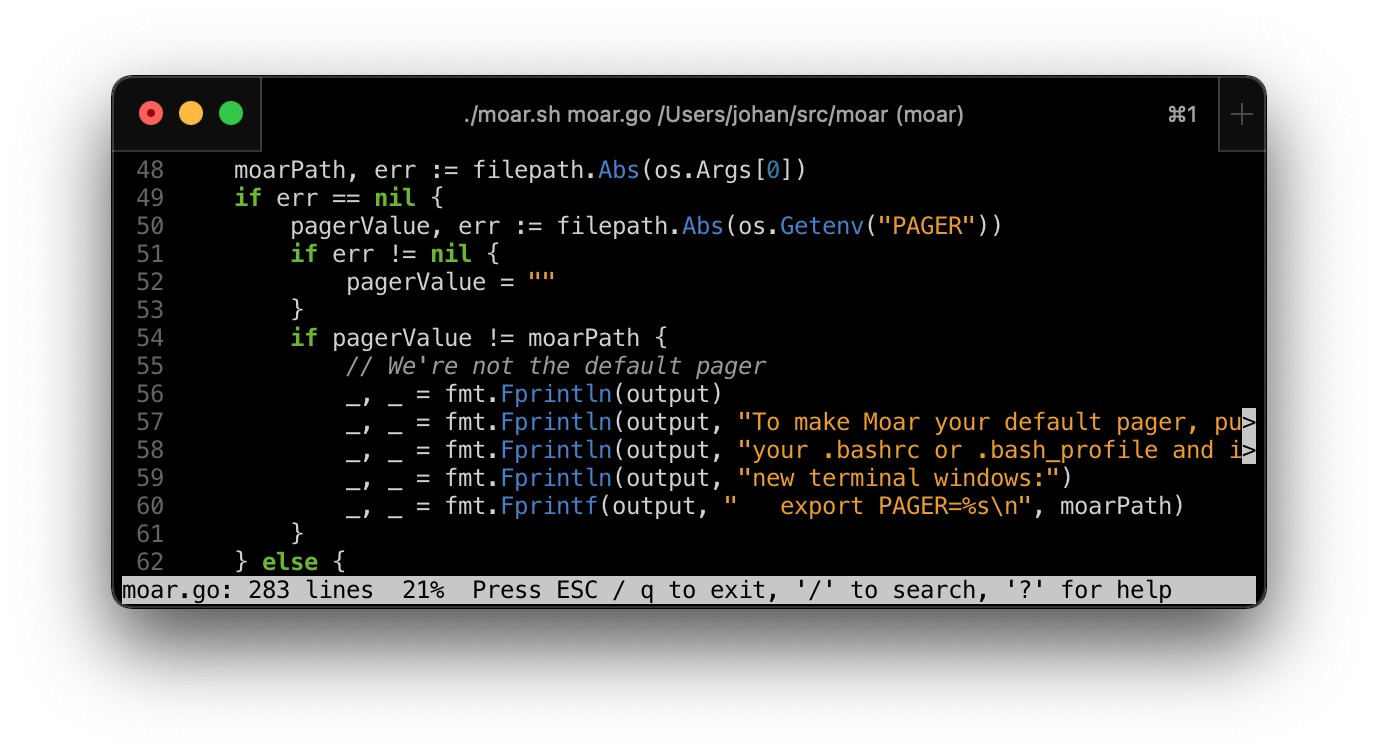 ./moar.sh moar.go /Users/johan/src/moar (moar) ⌘1 +
48     moarPath, err := filepath.Abs(os.Args[0])
49     if err == nil {
50         pagerValue, err := filepath.Abs(os.Getenv("PAGER"))
51         if err != nil {
52             pagerValue = ""
53         }
54         if pagerValue != moarPath {
55             // We're not the default pager
56             _, _ = fmt.Fprintln(output)
57             _, _ = fmt.Fprintln(output, "To make Moar your default pager, pu>
58             _, _ = fmt.Fprintln(output, "your .bashrc or .bash_profile and i>
59             _, _ = fmt.Fprintln(output, "new terminal windows:")
60             _, _ = fmt.Fprintf(output, "   export PAGER=%s\n", moarPath)
61         }
62     } else {
moar.go: 283 lines  21%  Press ESC / q to exit, '/' to search, '?' for help